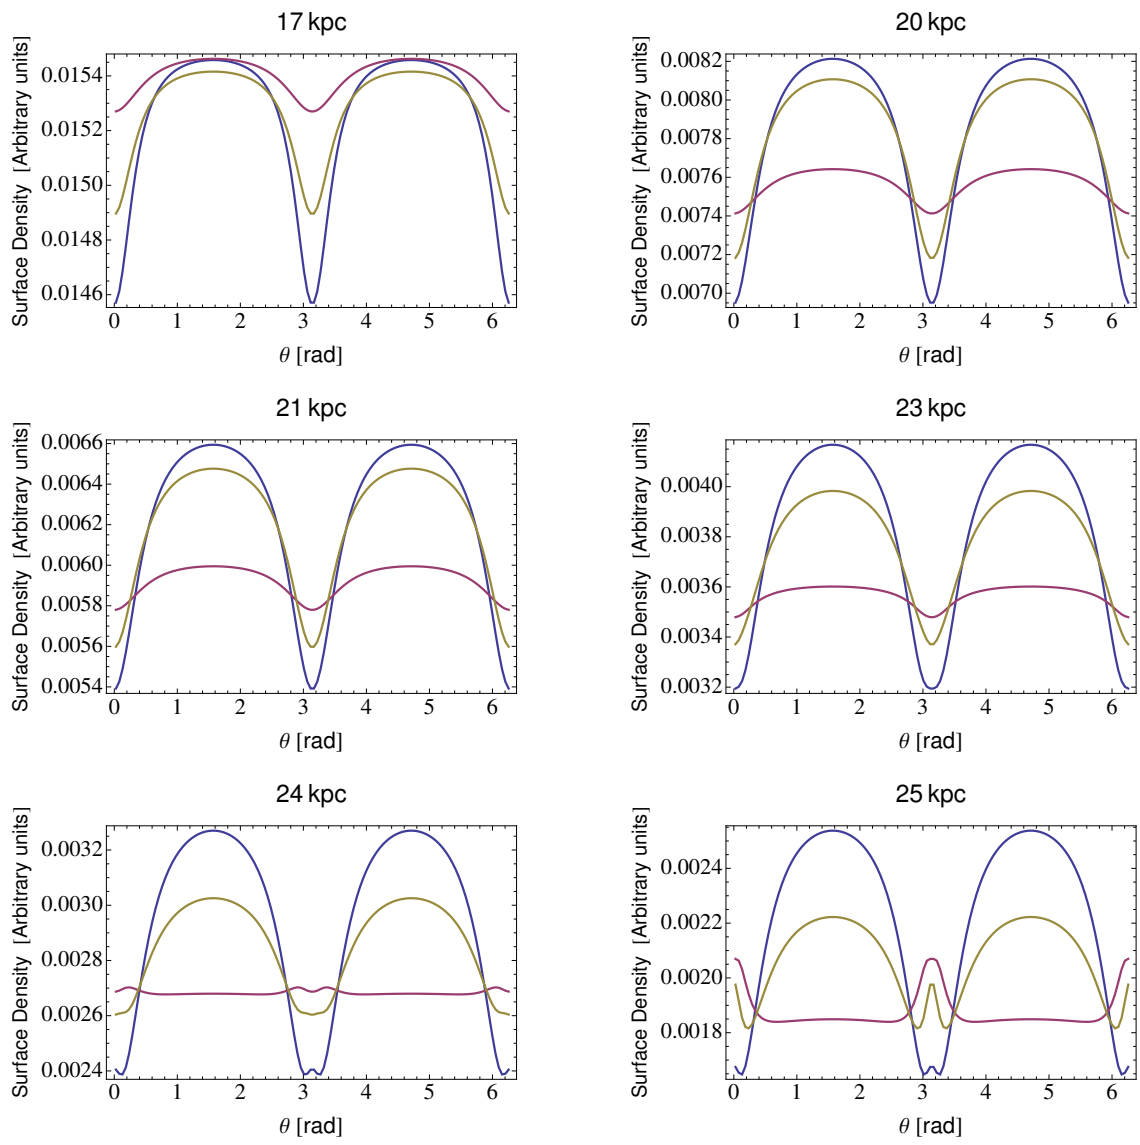 17 kpc
Surface Density [Arbitrary units]
0.0154
0.0152
0.0150
0.0148
0.0146
0 1 2 3 4 5 6
θ [rad]
20 kpc
Surface Density [Arbitrary units]
0.0082
0.0080
0.0078
0.0076
0.0074
0.0072
0.0070
0 1 2 3 4 5 6
θ [rad]
21 kpc
Surface Density [Arbitrary units]
0.0066
0.0064
0.0062
0.0060
0.0058
0.0056
0.0054
0 1 2 3 4 5 6
θ [rad]
23 kpc
Surface Density [Arbitrary units]
0.0040
0.0038
0.0036
0.0034
0.0032
0 1 2 3 4 5 6
θ [rad]
24 kpc
Surface Density [Arbitrary units]
0.0032
0.0030
0.0028
0.0026
0.0024
0 1 2 3 4 5 6
θ [rad]
25 kpc
Surface Density [Arbitrary units]
0.0024
0.0022
0.0020
0.0018
0 1 2 3 4 5 6
θ [rad]